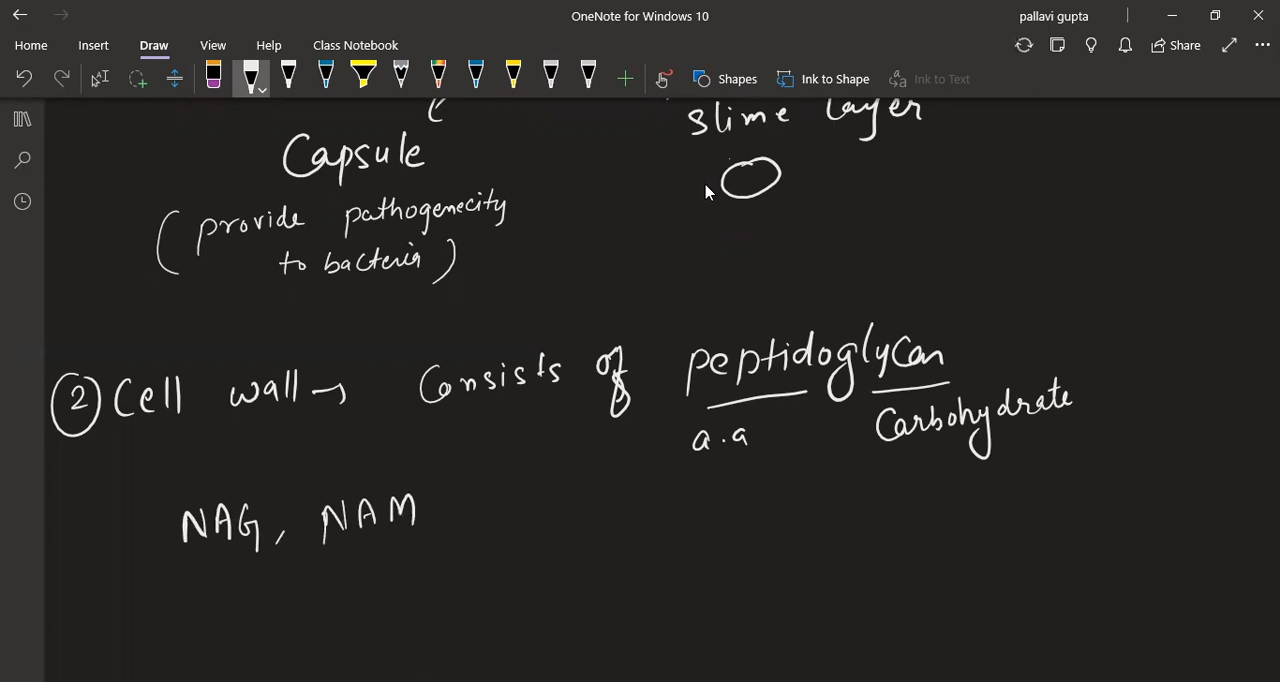 OneNote for Windows 10
pallavi gupta
Home Insert Draw View Help Class Notebook
Share
Shapes Ink to Shape Ink to Text
slime layer
Capsule
(provide pathogenecity
to bacteria)
② Cell wall → Consists of peptidoglycan
a.a Carbohydrate
NAG, NAM